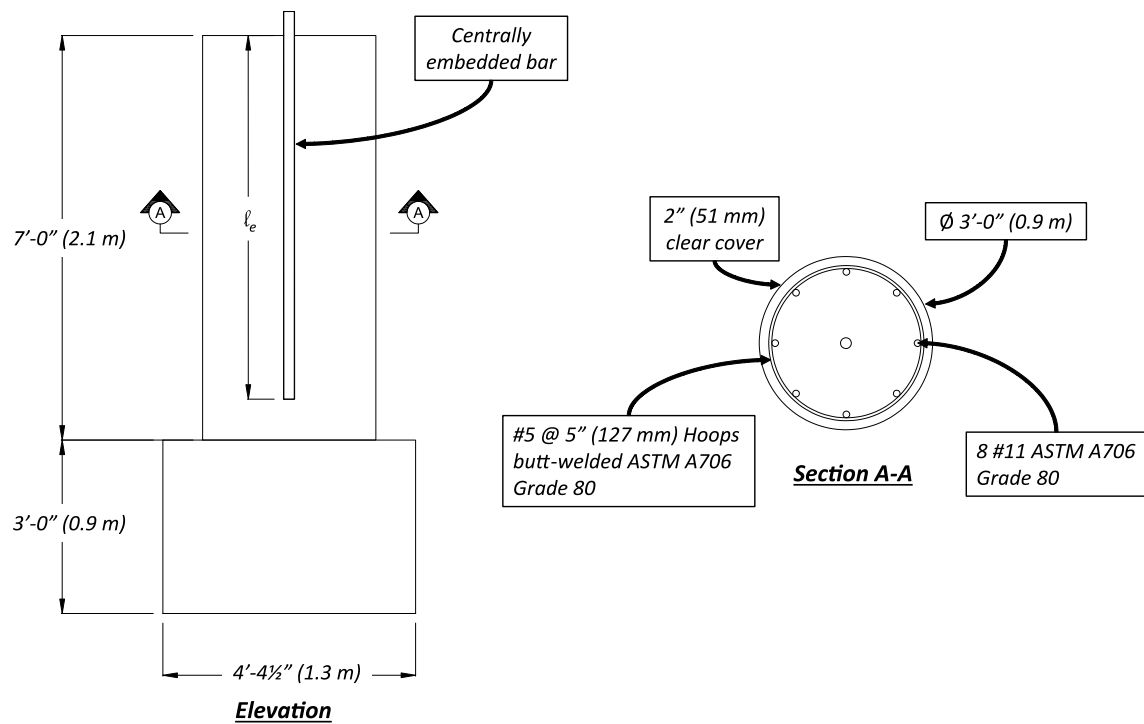 Centrally
embedded bar
A
A
ℓe
7'-0" (2.1 m)
3'-0" (0.9 m)
4'-4½" (1.3 m)
Elevation
2" (51 mm)
clear cover
Ø 3'-0" (0.9 m)
#5 @ 5" (127 mm) Hoops
butt-welded ASTM A706
Grade 80
8 #11 ASTM A706
Grade 80
Section A-A